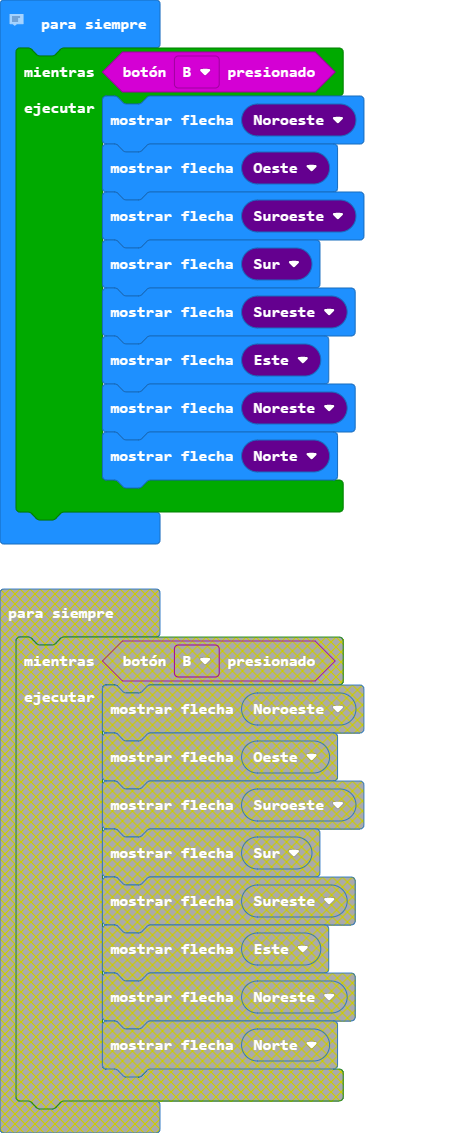 para siempre
mientras botón B presionado
ejecutar
mostrar flecha Noroeste
mostrar flecha Oeste
mostrar flecha Suroeste
mostrar flecha Sur
mostrar flecha Sureste
mostrar flecha Este
mostrar flecha Noreste
mostrar flecha Norte
para siempre
mientras botón B presionado
ejecutar
mostrar flecha Noroeste
mostrar flecha Oeste
mostrar flecha Suroeste
mostrar flecha Sur
mostrar flecha Sureste
mostrar flecha Este
mostrar flecha Noreste
mostrar flecha Norte